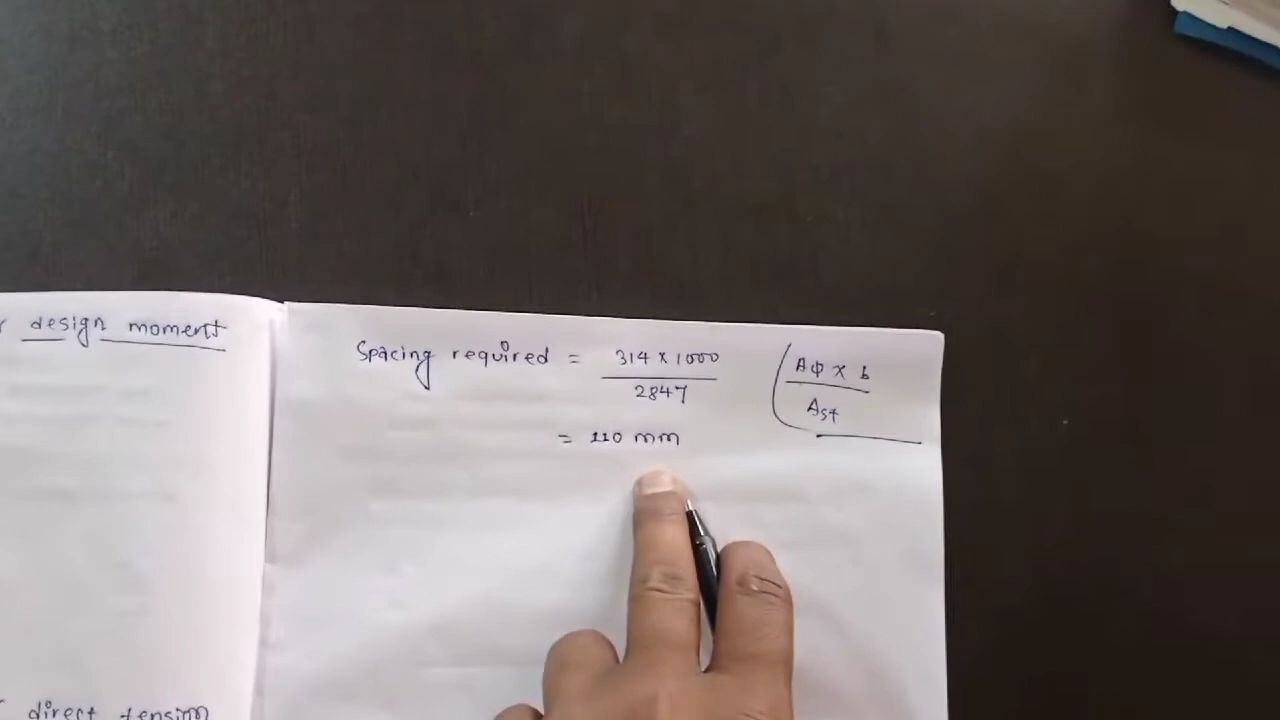 design moment
Spacing required = 314 x 1000
2847
= 110 mm
Aϕ x b
Ast
direct tension